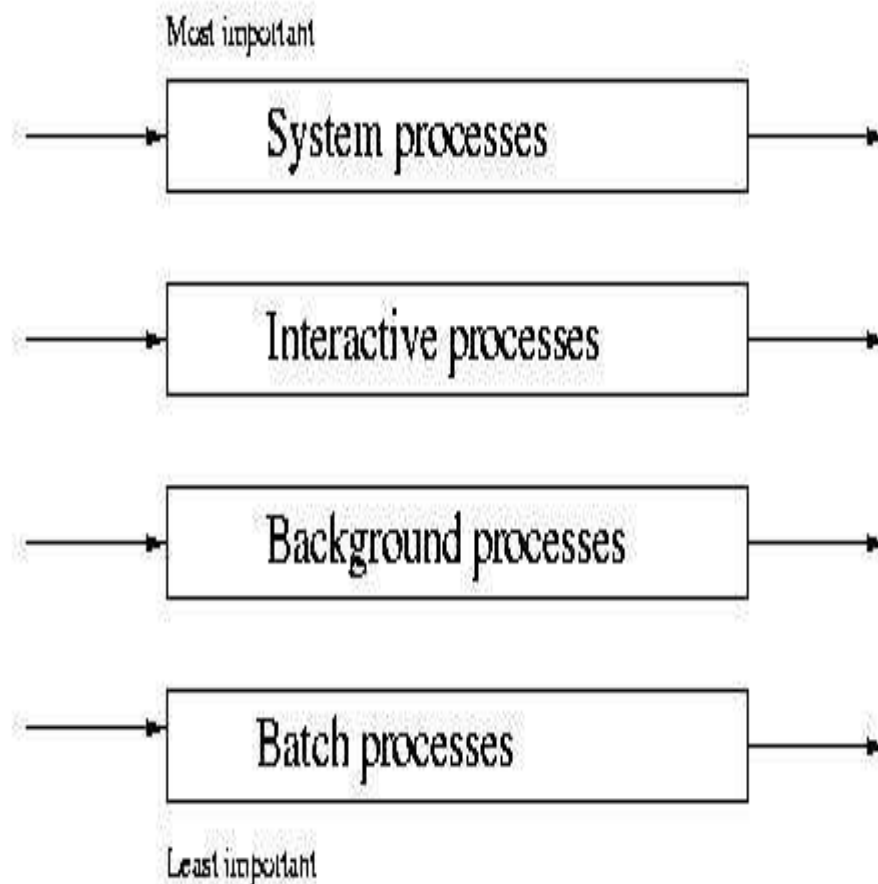 Most important
System processes
Interactive processes
Background processes
Batch processes
Least important